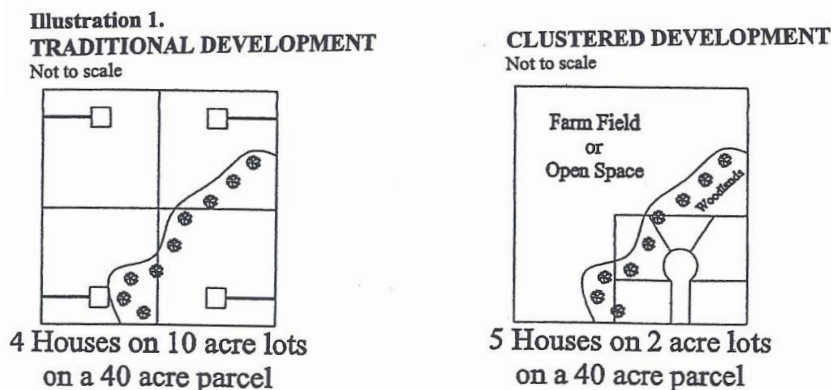 Illustration 1.
TRADITIONAL DEVELOPMENT
Not to scale
4 Houses on 10 acre lots
on a 40 acre parcel
CLUSTERED DEVELOPMENT
Not to scale
Farm Field
or
Open Space
Woodlands
5 Houses on 2 acre lots
on a 40 acre parcel